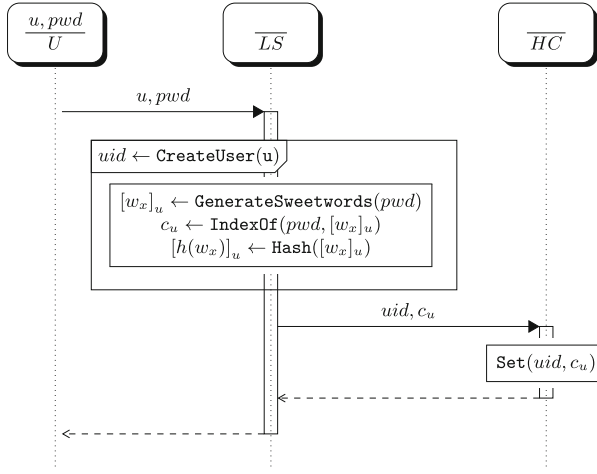 u, pwd
U
LS
HC
u, pwd
uid ← CreateUser(u)
[w_x]_u ← GenerateSweetwords(pwd)
c_u ← IndexOf(pwd, [w_x]_u)
[h(w_x)]_u ← Hash([w_x]_u)
uid, c_u
Set(uid, c_u)